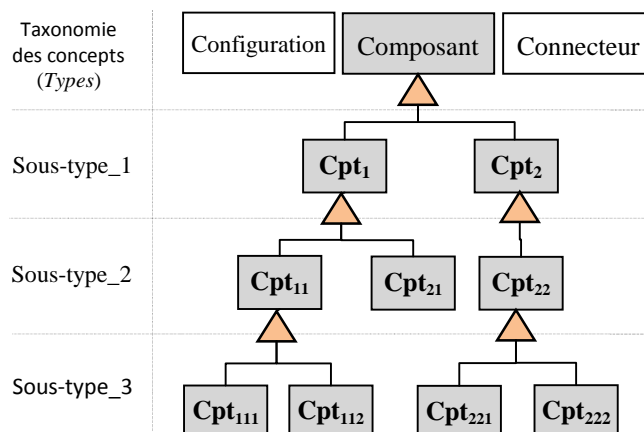 Taxonomie
des concepts
(Types)
Configuration
Composant
Connecteur
Sous-type_1
Cpt₁
Cpt₂
Sous-type_2
Cpt₁₁
Cpt₂₁
Cpt₂₂
Sous-type_3
Cpt₁₁₁
Cpt₁₁₂
Cpt₂₂₁
Cpt₂₂₂